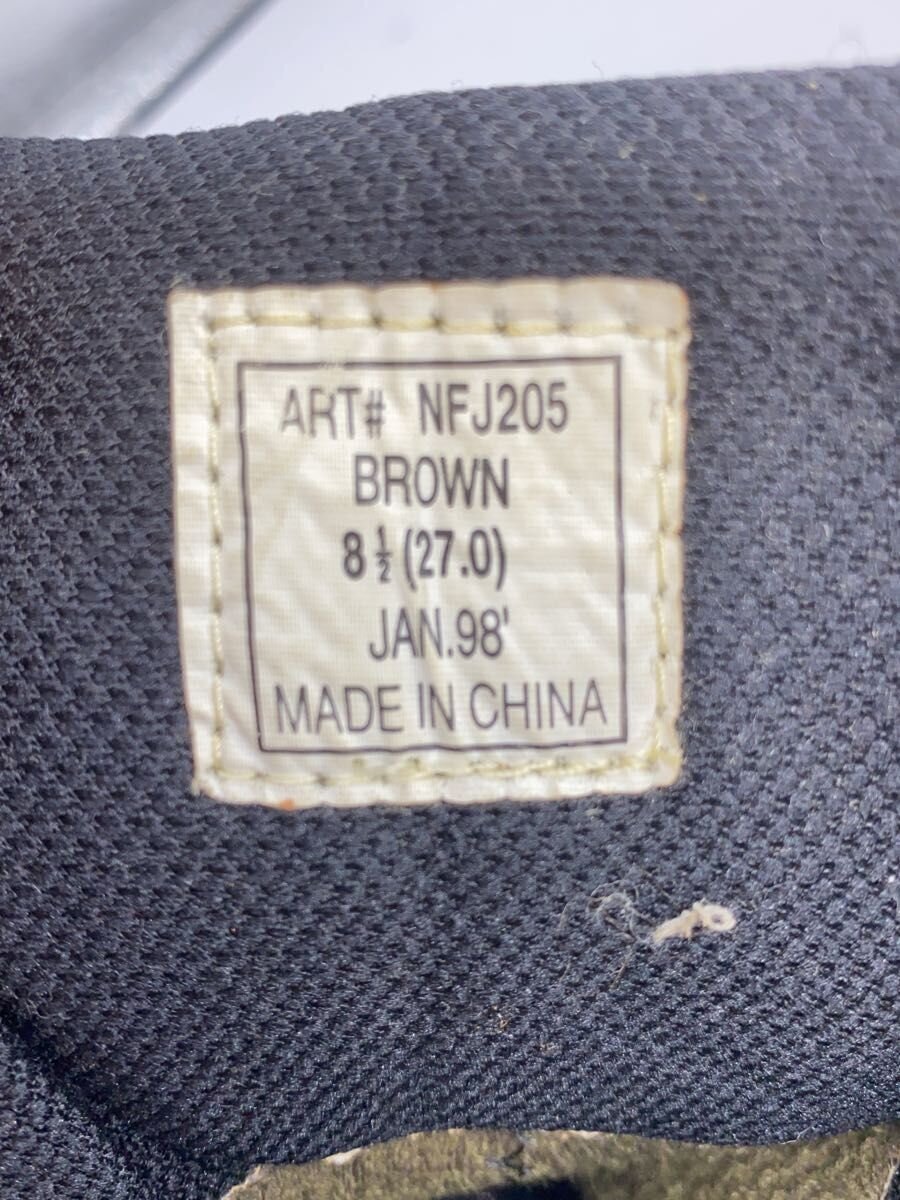 ART# NFJ205
BROWN
8 ½ (27.0)
JAN.98'
MADE IN CHINA